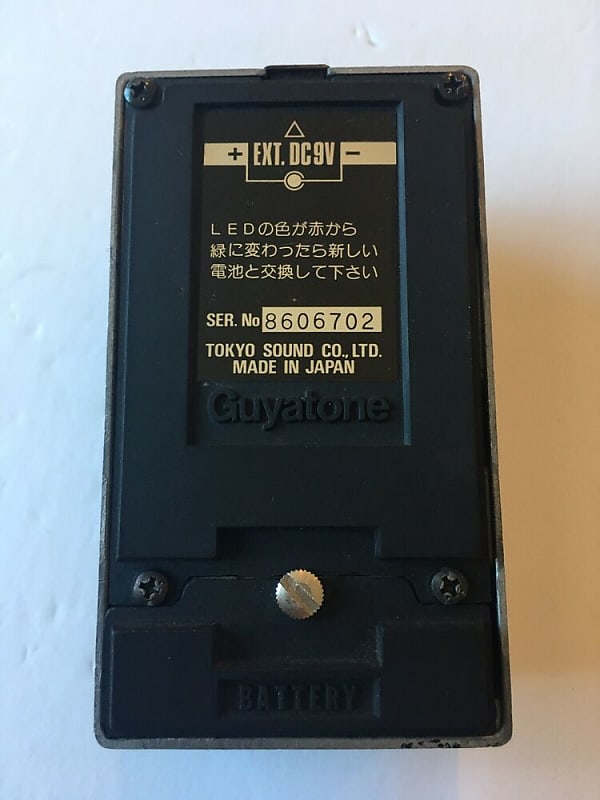 + EXT. DC9V −
LEDの色が赤から
緑に変わったら新しい
電池と交換して下さい
SER. No 8606702
TOKYO SOUND CO., LTD.
MADE IN JAPAN
Guyatone
BATTERY